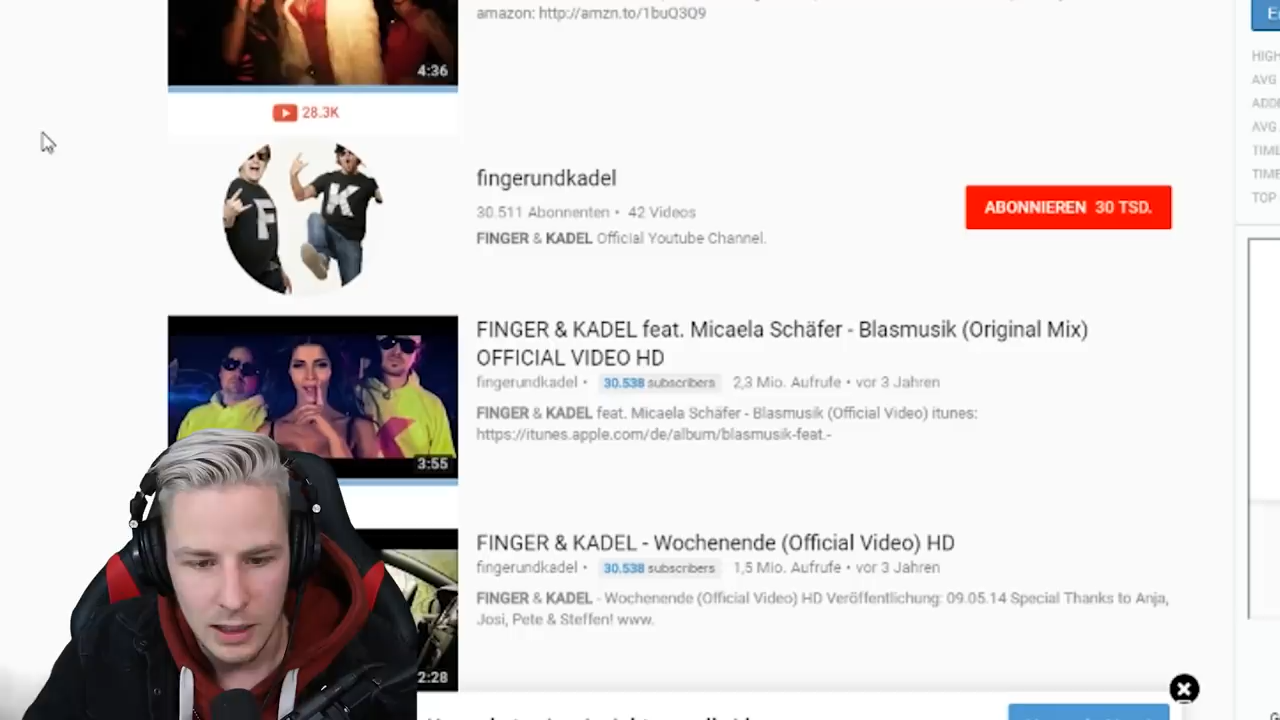 amazon: http://amzn.to/1buQ3Q9
4:36
28.3K
HIGH
AVG
ADDE
AVG
TIME
TIME
TOP
F K
fingerundkadel
30.511 Abonnenten • 42 Videos
ABONNIEREN 30 TSD.
FINGER & KADEL Official Youtube Channel.
FINGER & KADEL feat. Micaela Schäfer - Blasmusik (Original Mix)
OFFICIAL VIDEO HD
fingerundkadel • 30.538 subscribers 2,3 Mio. Aufrufe • vor 3 Jahren
FINGER & KADEL feat. Micaela Schäfer - Blasmusik (Official Video) itunes:
https://itunes.apple.com/de/album/blasmusik-feat.-
3:55
FINGER & KADEL - Wochenende (Official Video) HD
fingerundkadel • 30.538 subscribers 1,5 Mio. Aufrufe • vor 3 Jahren
FINGER & KADEL - Wochenende (Official Video) HD Veröffentlichung: 09.05.14 Special Thanks to Anja,
Josi, Pete & Steffen! www.
2:28